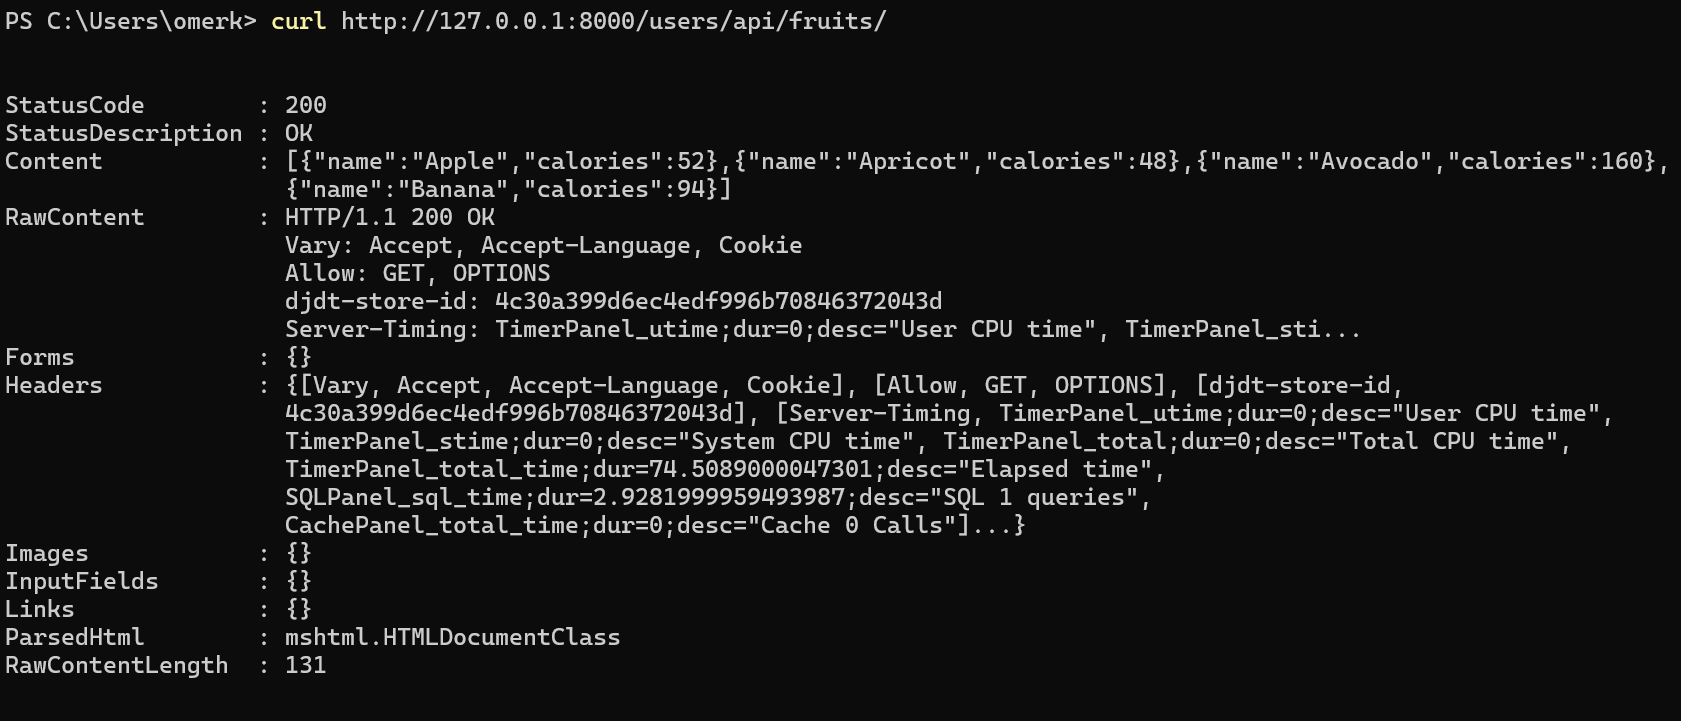 PS C:\Users\omerk> curl http://127.0.0.1:8000/users/api/fruits/
StatusCode        : 200
StatusDescription : OK
Content           : [{"name":"Apple","calories":52},{"name":"Apricot","calories":48},{"name":"Avocado","calories":160},
                    {"name":"Banana","calories":94}]
RawContent        : HTTP/1.1 200 OK
                    Vary: Accept, Accept-Language, Cookie
                    Allow: GET, OPTIONS
                    djdt-store-id: 4c30a399d6ec4edf996b70846372043d
                    Server-Timing: TimerPanel_utime;dur=0;desc="User CPU time", TimerPanel_sti...
Forms             : {}
Headers           : {[Vary, Accept, Accept-Language, Cookie], [Allow, GET, OPTIONS], [djdt-store-id,
                    4c30a399d6ec4edf996b70846372043d], [Server-Timing, TimerPanel_utime;dur=0;desc="User CPU time",
                    TimerPanel_stime;dur=0;desc="System CPU time", TimerPanel_total;dur=0;desc="Total CPU time",
                    TimerPanel_total_time;dur=74.5089000047301;desc="Elapsed time",
                    SQLPanel_sql_time;dur=2.9281999959493987;desc="SQL 1 queries",
                    CachePanel_total_time;dur=0;desc="Cache 0 Calls"]...}
Images            : {}
InputFields       : {}
Links             : {}
ParsedHtml        : mshtml.HTMLDocumentClass
RawContentLength  : 131